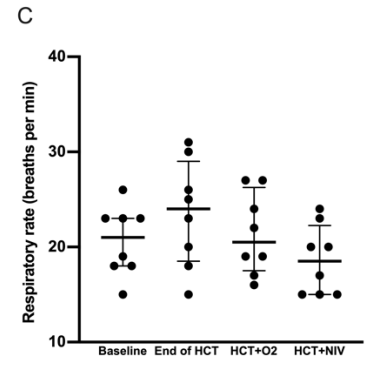 C
Respiratory rate (breaths per min)
40
30
20
10
Baseline End of HCT HCT+O2 HCT+NIV